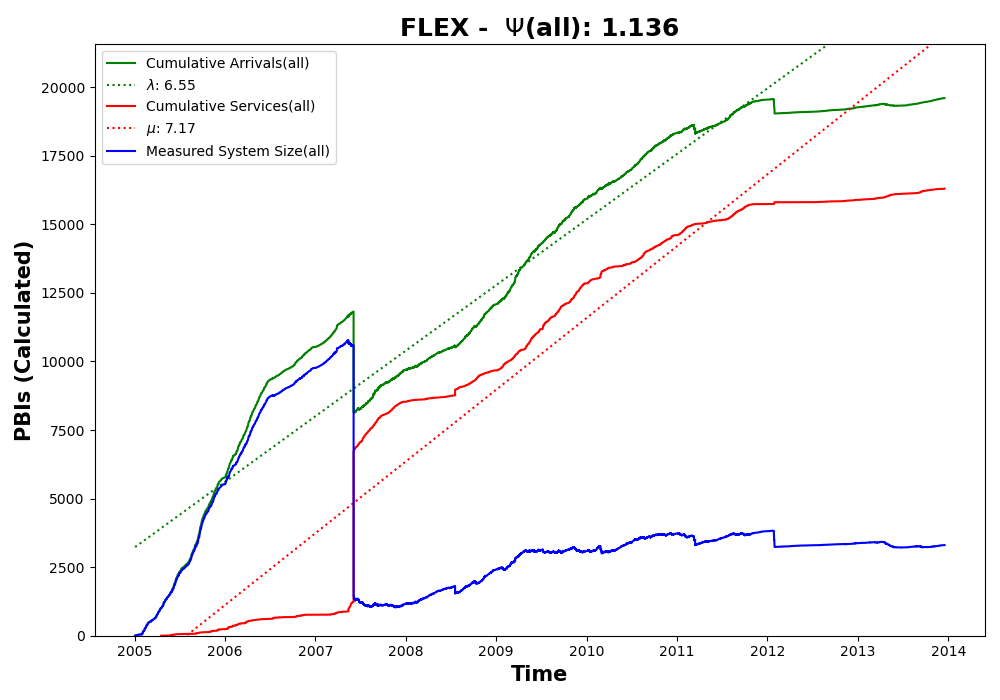 FLEX -  Ψ(all): 1.136
Cumulative Arrivals(all)
λ: 6.55
Cumulative Services(all)
μ: 7.17
Measured System Size(all)
PBIs (Calculated)
20000
17500
15000
12500
10000
7500
5000
2500
0
2005 2006 2007 2008 2009 2010 2011 2012 2013 2014
Time